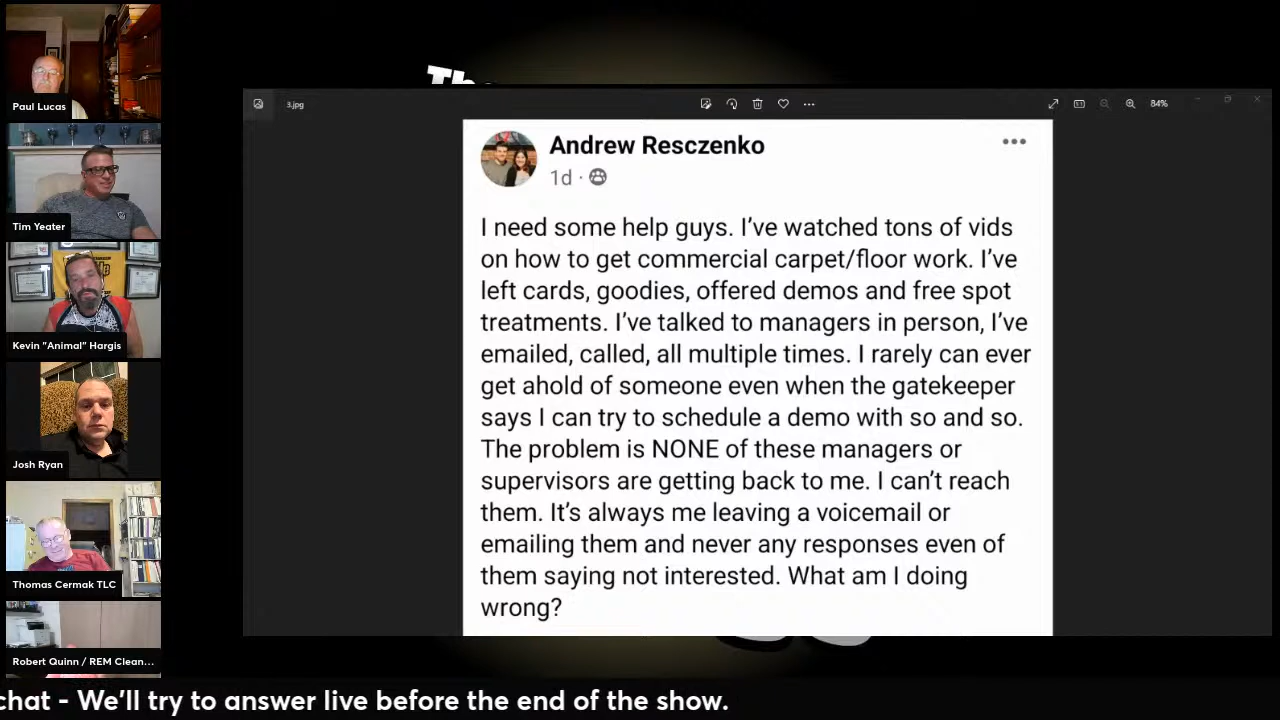 Paul Lucas
Tim Yeater
Kevin "Animal" Hargis
Josh Ryan
Thomas Cermak TLC
Robert Quinn / REM Clean...
Th
3.jpg
84%
Andrew Resczenko
1d ·
I need some help guys. I've watched tons of vids
on how to get commercial carpet/floor work. I've
left cards, goodies, offered demos and free spot
treatments. I've talked to managers in person, I've
emailed, called, all multiple times. I rarely can ever
get ahold of someone even when the gatekeeper
says I can try to schedule a demo with so and so.
The problem is NONE of these managers or
supervisors are getting back to me. I can't reach
them. It's always me leaving a voicemail or
emailing them and never any responses even of
them saying not interested. What am I doing
wrong?
chat - We'll try to answer live before the end of the show.